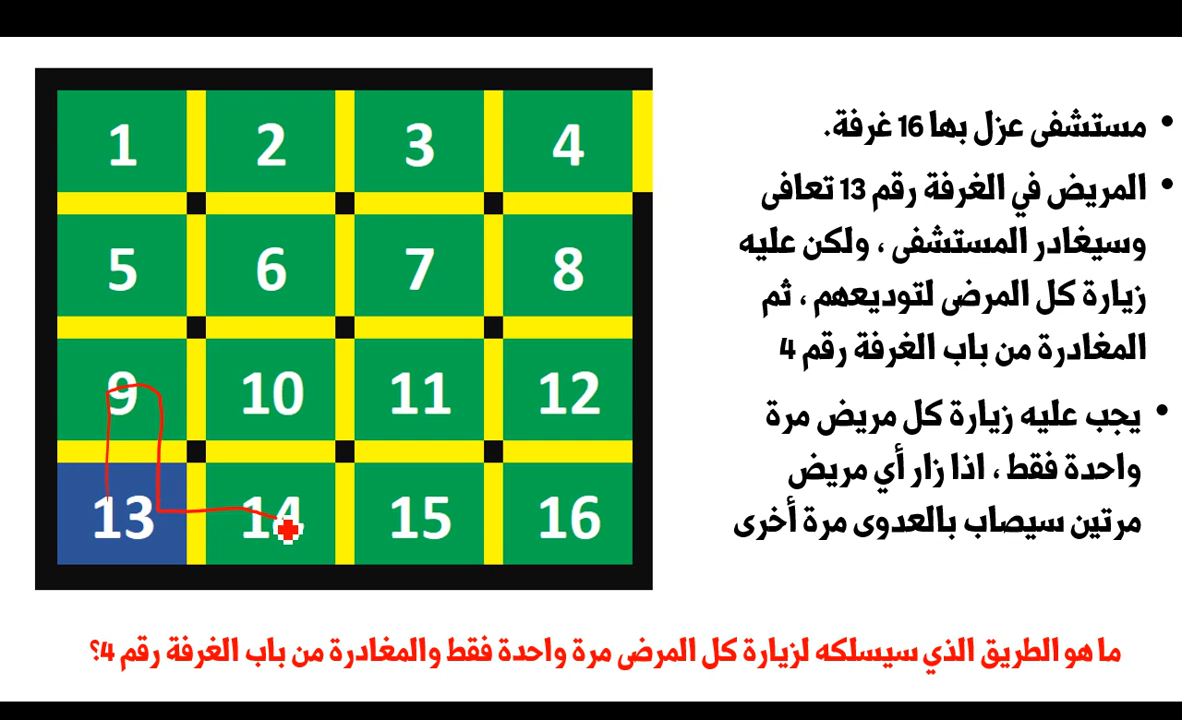 1 2 3 4
5 6 7 8
9 10 11 12
13 14 15 16
• مستشفى عزل بها 16 غرفة.
• المريض في الغرفة رقم 13 تعافى
وسيغادر المستشفى ، ولكن عليه
زيارة كل المرضى لتوديعهم ، ثم
المغادرة من باب الغرفة رقم 4
• يجب عليه زيارة كل مريض مرة
واحدة فقط ، اذا زار أي مريض
مرتين سيصاب بالعدوى مرة أخرى
ما هو الطريق الذي سيسلكه لزيارة كل المرضى مرة واحدة فقط والمغادرة من باب الغرفة رقم 4؟